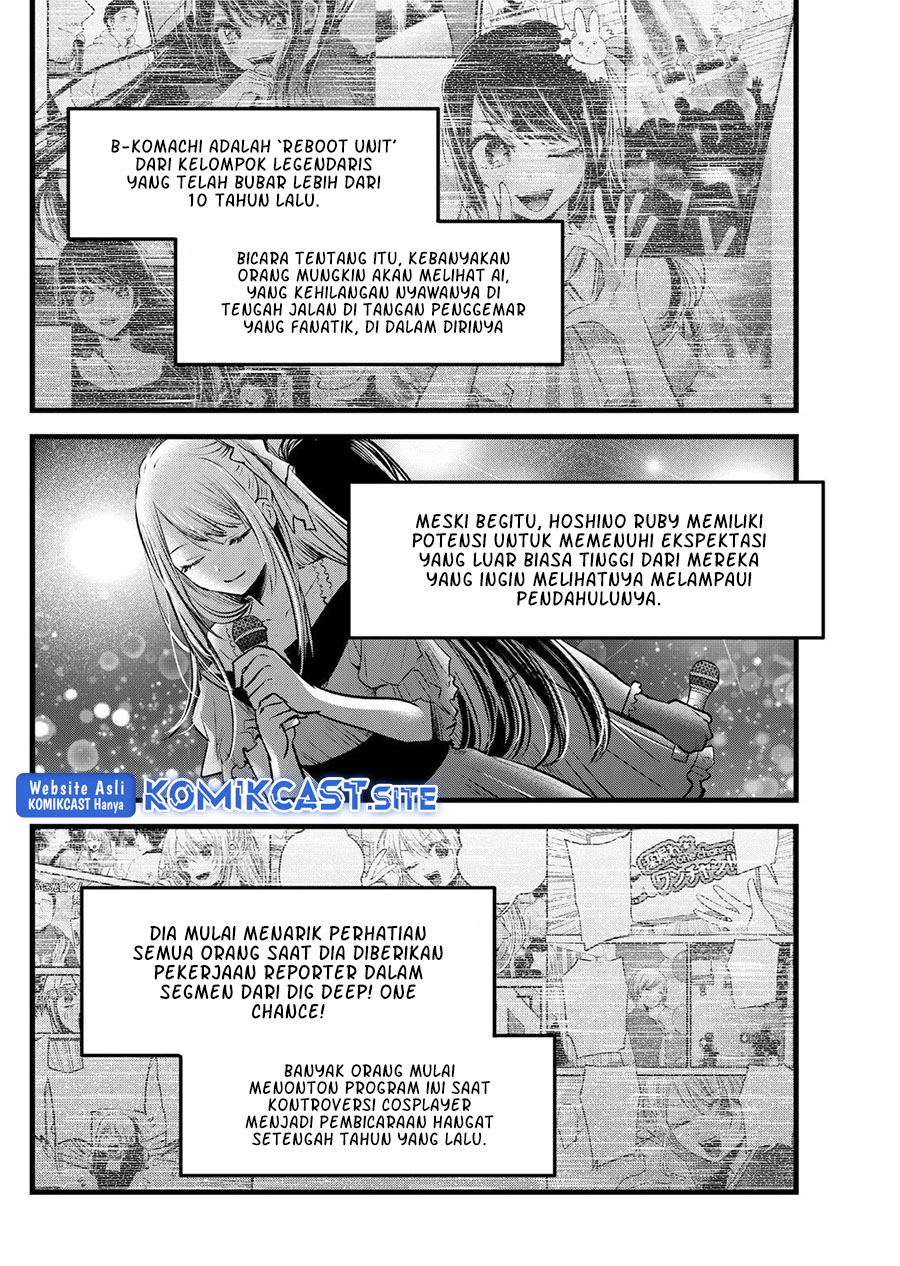 B-KOMACHI ADALAH 'REBOOT UNIT'
DARI KELOMPOK LEGENDARIS
YANG TELAH BUBAR LEBIH DARI
10 TAHUN LALU.
BICARA TENTANG ITU, KEBANYAKAN
ORANG MUNGKIN AKAN MELIHAT AI,
YANG KEHILANGAN NYAWANYA DI
TENGAH JALAN DI TANGAN PENGGEMAR
YANG FANATIK, DI DALAM DIRINYA
MESKI BEGITU, HOSHINO RUBY MEMILIKI
POTENSI UNTUK MEMENUHI EKSPEKTASI
YANG LUAR BIASA TINGGI DARI MEREKA
YANG INGIN MELIHATNYA MELAMPAUI
PENDAHULUNYA.
Website Asli
KOMIKCAST Hanya
KOMIKCAST.SITE
DIA MULAI MENARIK PERHATIAN
SEMUA ORANG SAAT DIA DIBERIKAN
PEKERJAAN REPORTER DALAM
SEGMEN DARI DIG DEEP! ONE
CHANCE!
BANYAK ORANG MULAI
MENONTON PROGRAM INI SAAT
KONTROVERSI COSPLAYER
MENJADI PEMBICARAAN HANGAT
SETENGAH TAHUN YANG LALU.